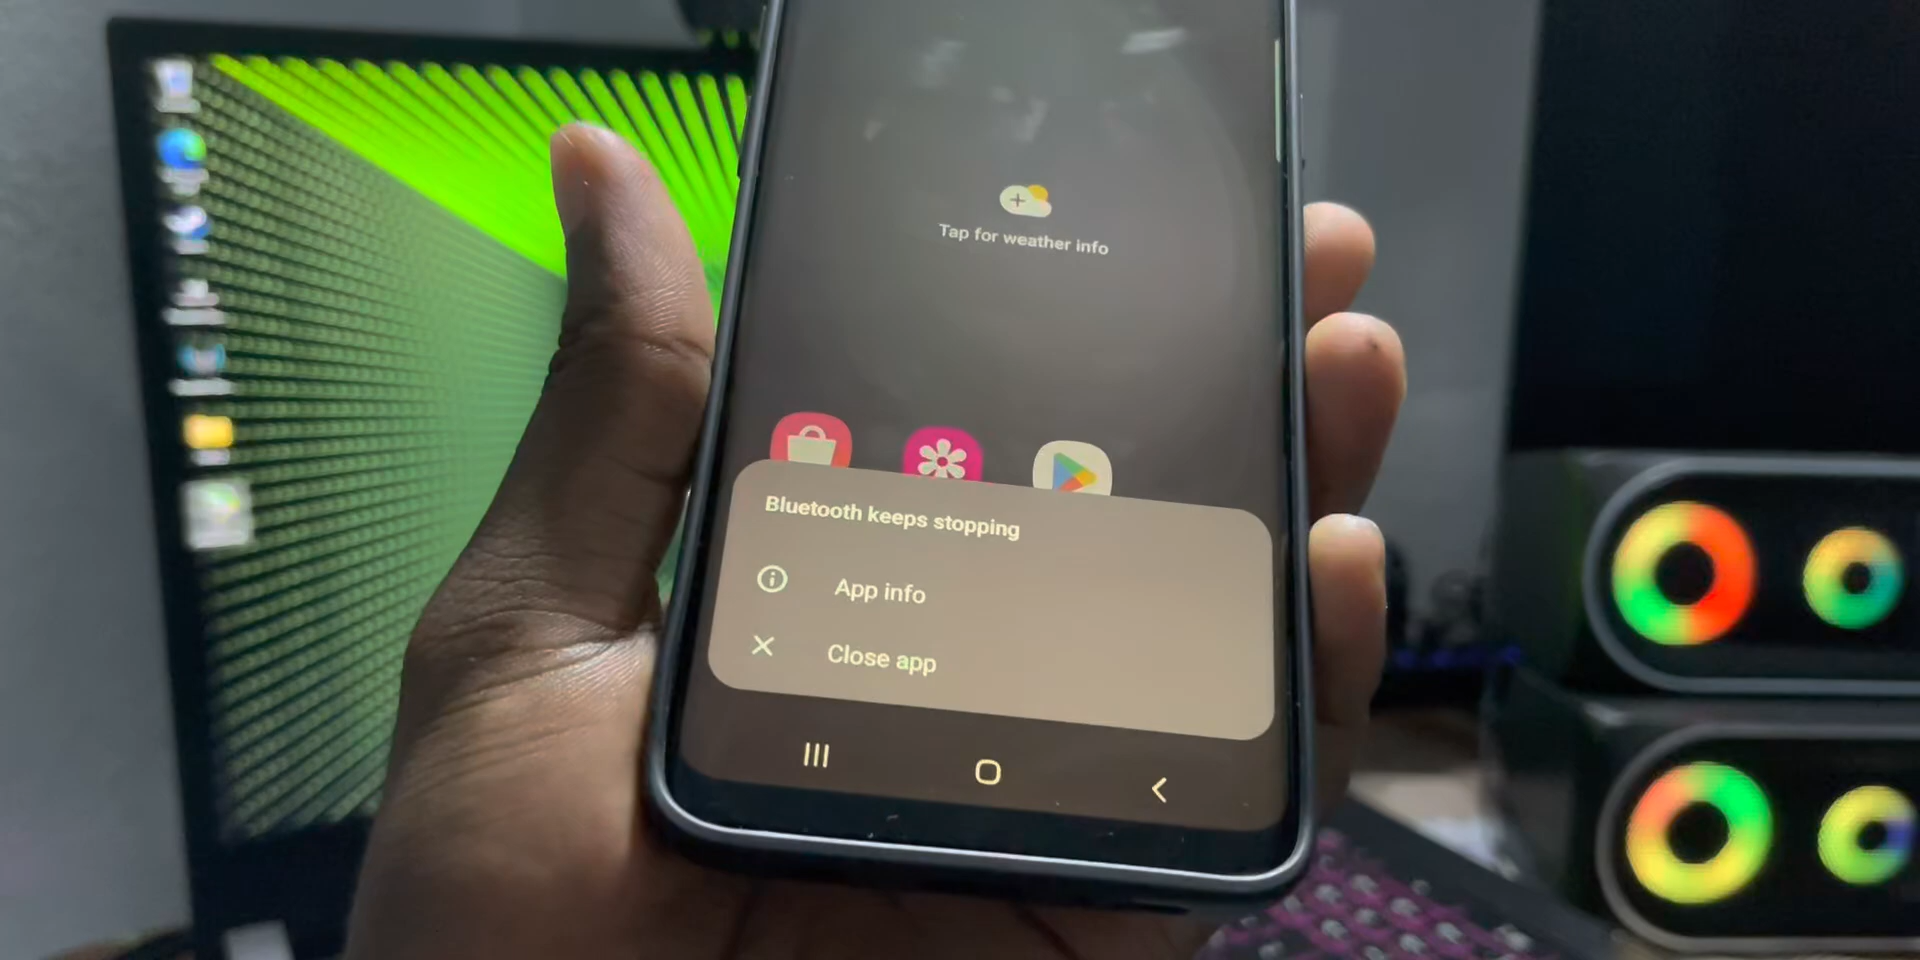 Tap for weather info
Bluetooth keeps stopping
App info
Close app